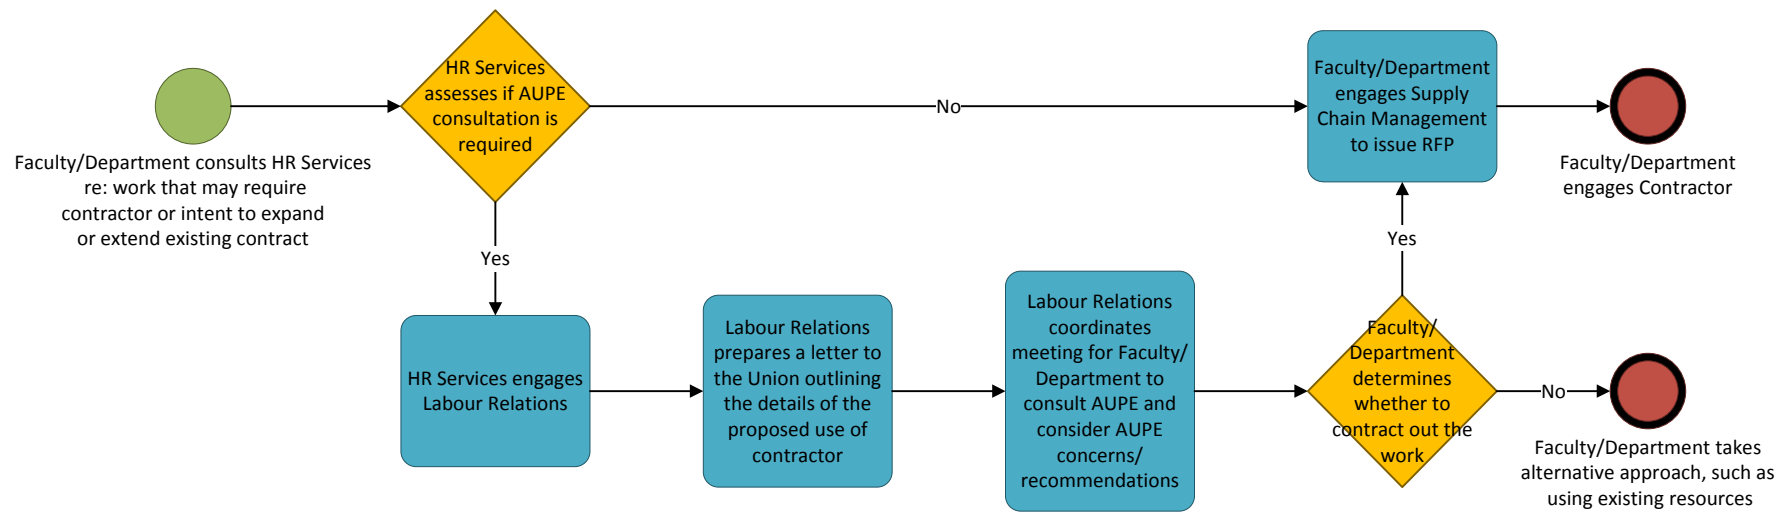 Faculty/Department consults HR Services
re: work that may require
contractor or intent to expand
or extend existing contract
HR Services
assesses if AUPE
consultation is
required
No
Faculty/Department
engages Supply
Chain Management
to issue RFP
Faculty/Department
engages Contractor
Yes
HR Services engages
Labour Relations
Labour Relations
prepares a letter to
the Union outlining
the details of the
proposed use of
contractor
Labour Relations
coordinates
meeting for Faculty/
Department to
consult AUPE and
consider AUPE
concerns/
recommendations
Faculty/
Department
determines
whether to
contract out the
work
Yes
No
Faculty/Department takes
alternative approach, such as
using existing resources